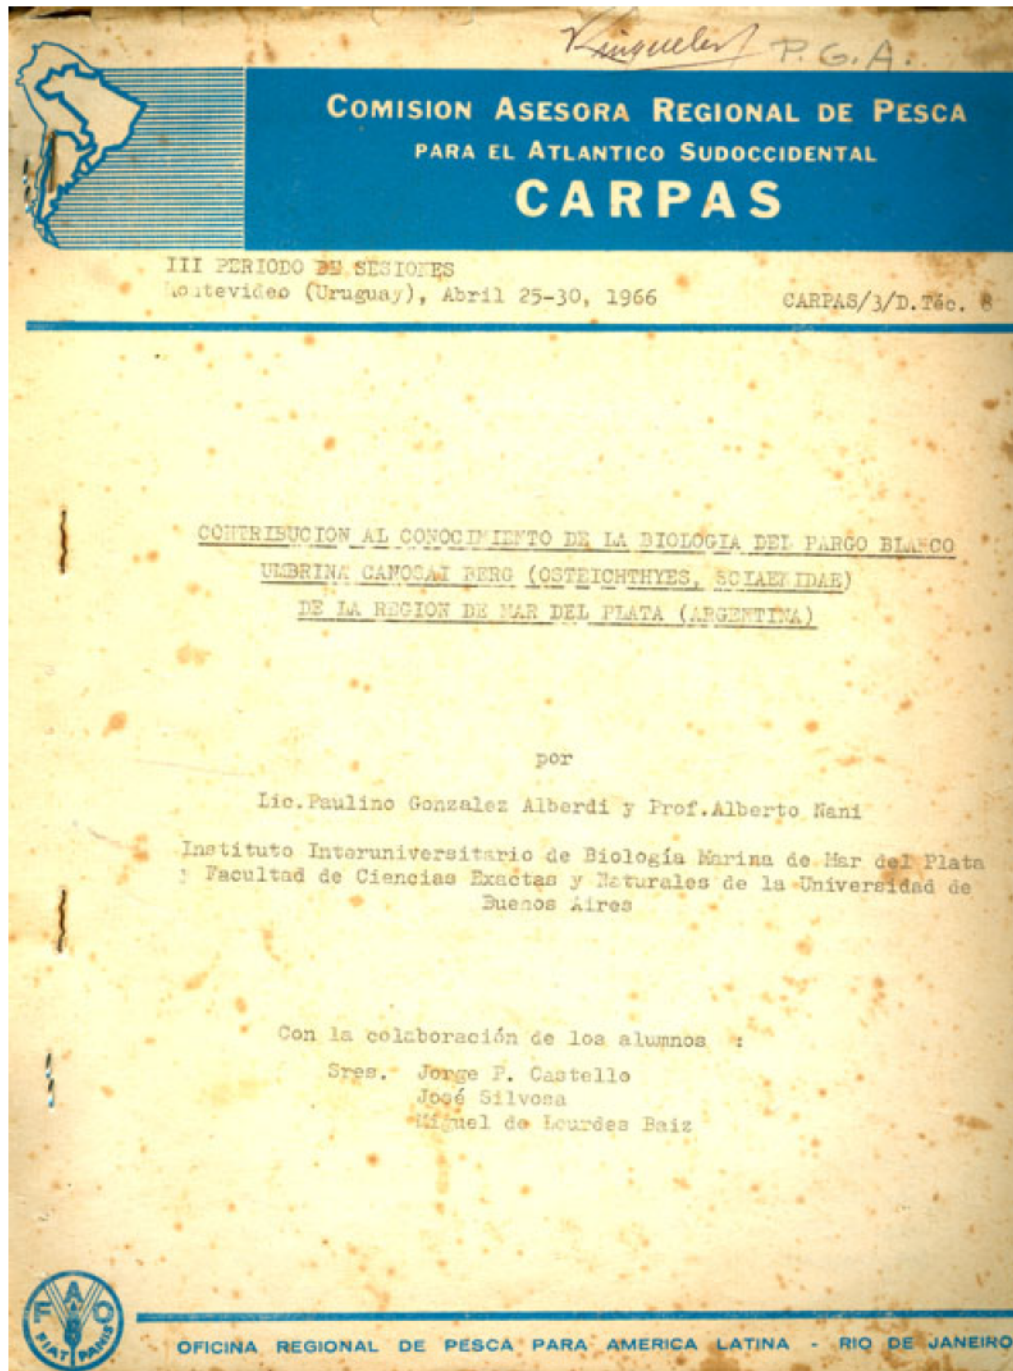 P.G.A.
COMISION ASESORA REGIONAL DE PESCA
PARA EL ATLANTICO SUDOCCIDENTAL
CARPAS
III PERIODO DE SESIONES
Montevideo (Uruguay), Abril 25-30, 1966
CARPAS/3/D.Téc. 8
CONTRIBUCION AL CONOCIMIENTO DE LA BIOLOGIA DEL PARGO BLANCO
UMBRINA CANOSAI BERG (OSTEICHTHYES, SCIAENIDAE)
DE LA REGION DE MAR DEL PLATA (ARGENTINA)
por
Lic.Paulino Gonzalez Alberdi y Prof.Alberto Nani
Instituto Interuniversitario de Biología Marina de Mar del Plata
y Facultad de Ciencias Exactas y Naturales de la Universidad de
Buenos Aires
Con la colaboración de los alumnos :
Sres. Jorge P. Castello
José Silvosa
Miguel de Lourdes Baiz
FAO
FIAT PANIS
OFICINA REGIONAL DE PESCA PARA AMERICA LATINA - RIO DE JANEIRO